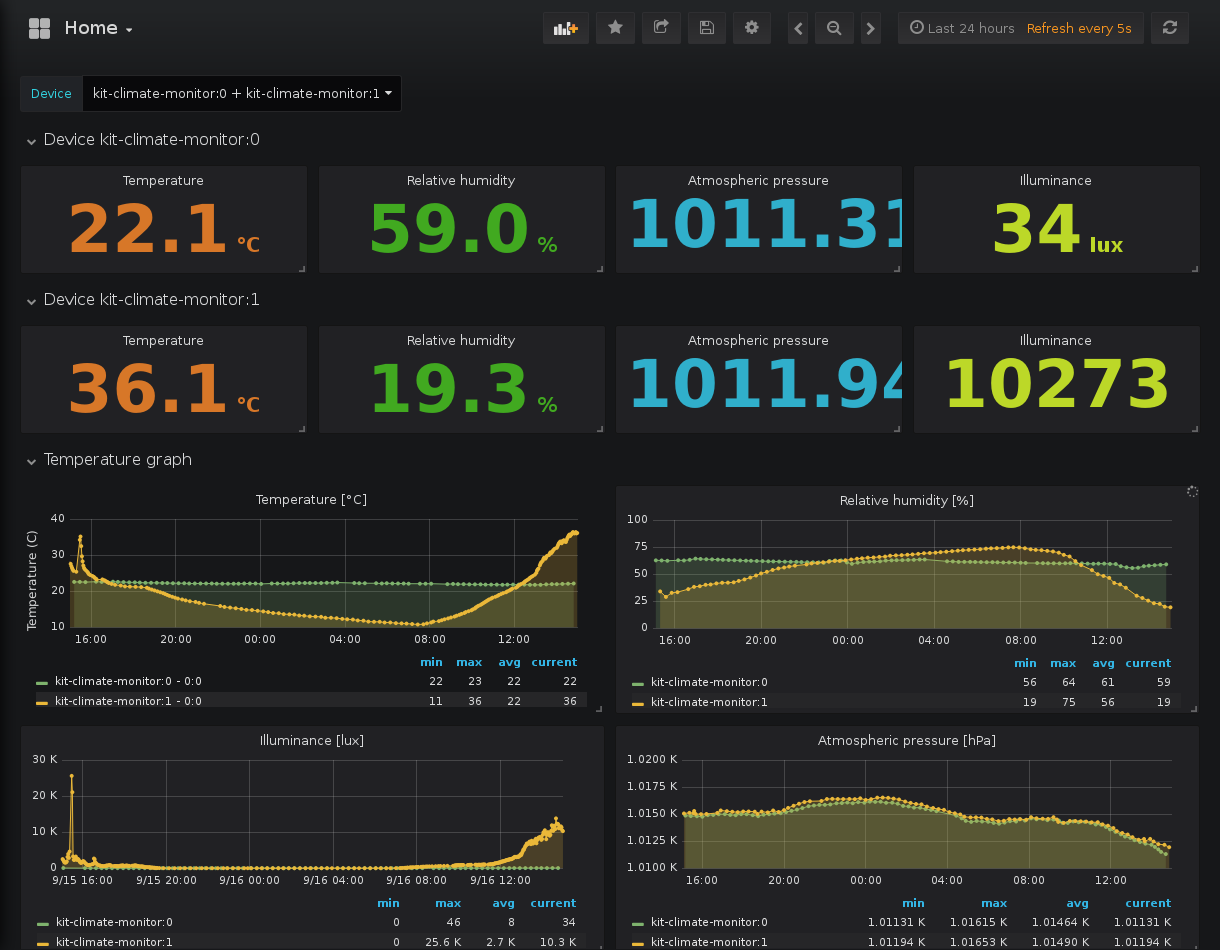 Home
Last 24 hours Refresh every 5s
Device kit-climate-monitor:0 + kit-climate-monitor:1
Device kit-climate-monitor:0
Temperature Relative humidity Atmospheric pressure Illuminance
22.1 °C 59.0 % 1011.31 34 lux
Device kit-climate-monitor:1
Temperature Relative humidity Atmospheric pressure Illuminance
36.1 °C 19.3 % 1011.94 10273
Temperature graph
Temperature [°C]
Temperature (C)
40
30
20
10
16:00 20:00 00:00 04:00 08:00 12:00
min max avg current
kit-climate-monitor:0 - 0:0 22 23 22 22
kit-climate-monitor:1 - 0:0 11 36 22 36
Relative humidity [%]
100
75
50
25
0
16:00 20:00 00:00 04:00 08:00 12:00
min max avg current
kit-climate-monitor:0 56 64 61 59
kit-climate-monitor:1 19 75 56 19
Illuminance [lux]
30 K
20 K
10 K
0
9/15 16:00 9/15 20:00 9/16 00:00 9/16 04:00 9/16 08:00 9/16 12:00
min max avg current
kit-climate-monitor:0 0 46 8 34
kit-climate-monitor:1 0 25.6 K 2.7 K 10.3 K
Atmospheric pressure [hPa]
1.0200 K
1.0175 K
1.0150 K
1.0125 K
1.0100 K
16:00 20:00 00:00 04:00 08:00 12:00
min max avg current
kit-climate-monitor:0 1.01131 K 1.01615 K 1.01464 K 1.01131 K
kit-climate-monitor:1 1.01194 K 1.01653 K 1.01490 K 1.01194 K